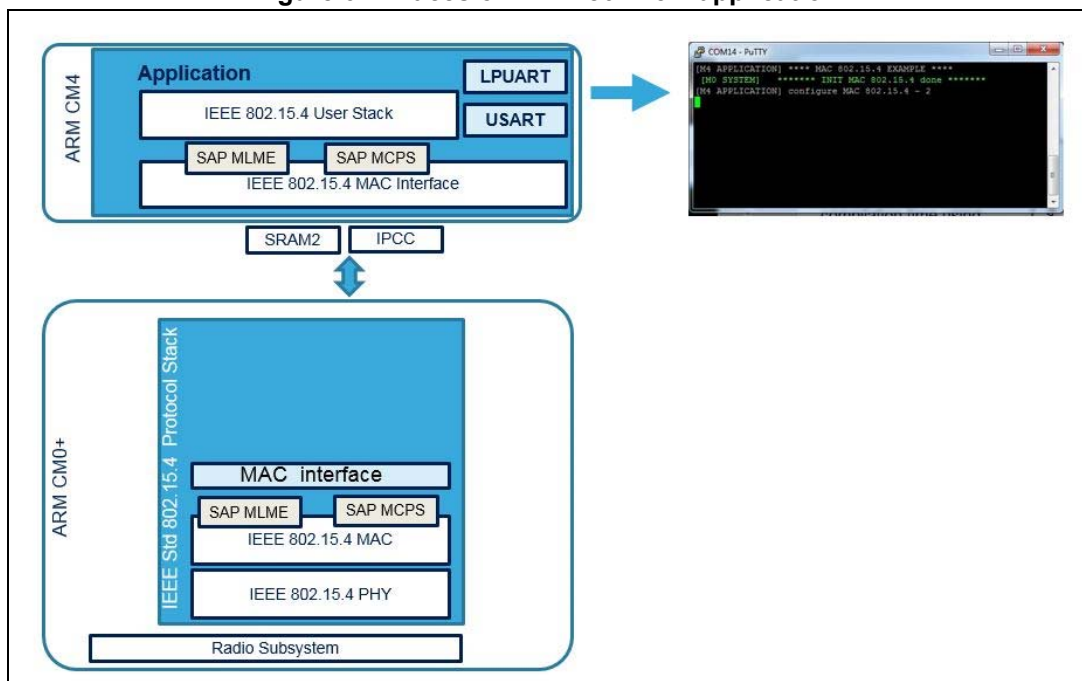 ARM CM4
Application
LPUART
IEEE 802.15.4 User Stack
USART
SAP MLME
SAP MCPS
IEEE 802.15.4 MAC Interface
COM14 - PuTTY
[M4 APPLICATION] **** MAC 802.15.4 EXAMPLE ****
[M0 SYSTEM] ******* INIT MAC 802.15.4 done *******
[M4 APPLICATION] configure MAC 802.15.4 - 2
SRAM2
IPCC
ARM CM0+
IEEE Std 802.15.4 Protocol Stack
MAC interface
SAP MLME
SAP MCPS
IEEE 802.15.4 MAC
IEEE 802.15.4 PHY
Radio Subsystem